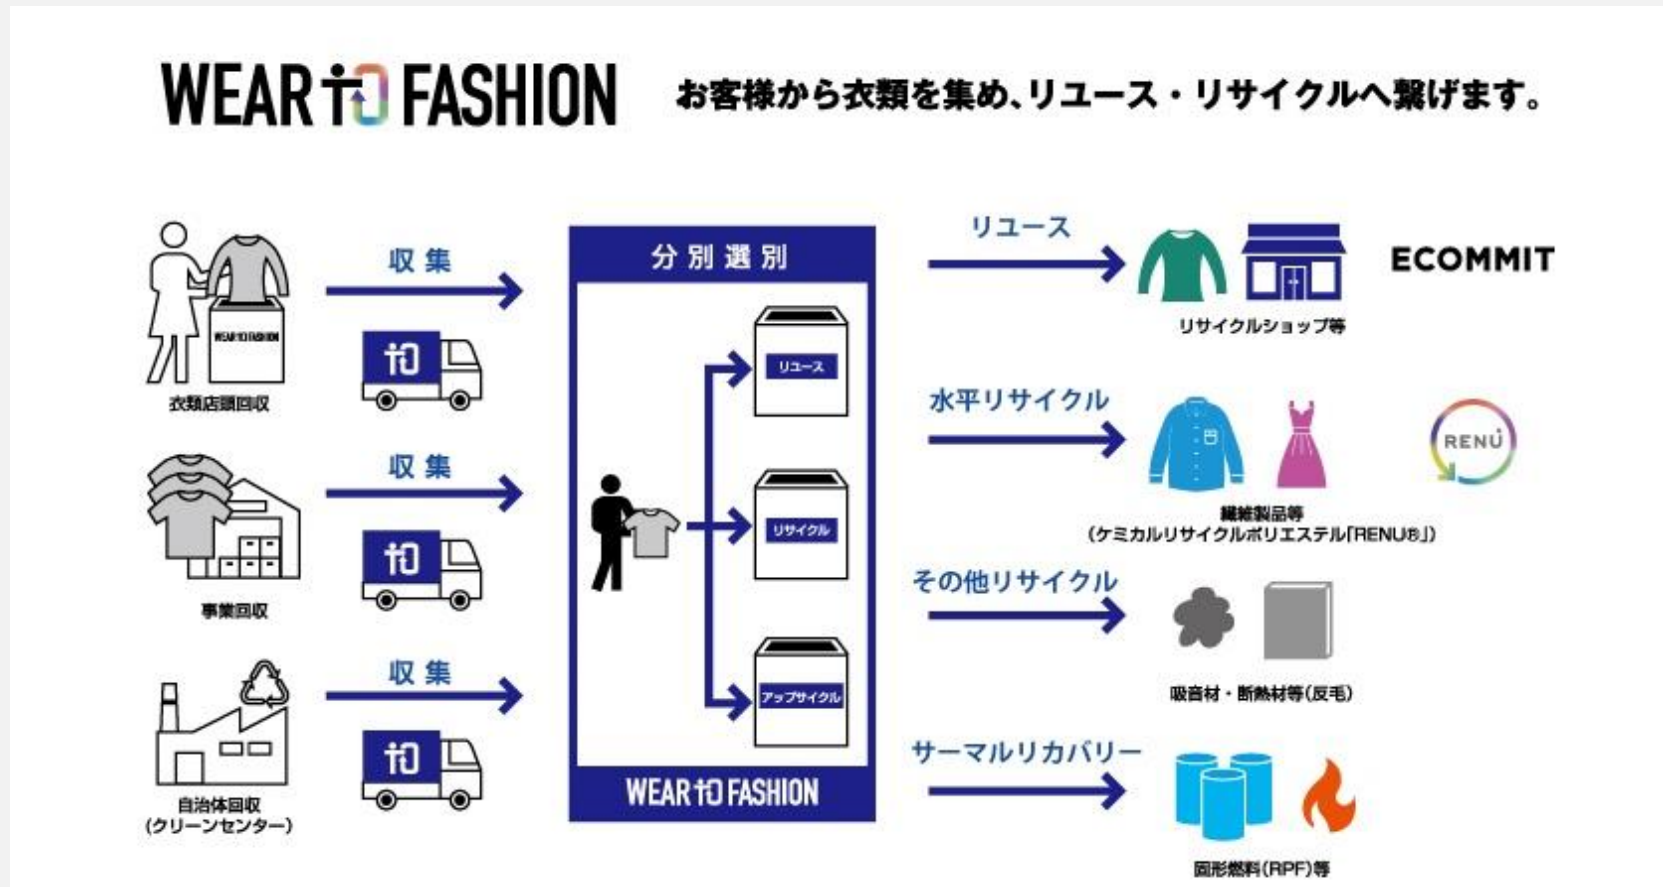 WEAR to FASHION
お客様から衣類を集め、リユース・リサイクルへ繋げます。
収集
WEAR to FASHION
to
衣類店頭回収
収集
to
事業回収
収集
to
自治体回収
(クリーンセンター)
分別選別
リユース
リサイクル
アップサイクル
WEAR to FASHION
リユース
ECOMMIT
リサイクルショップ等
水平リサイクル
RENU
繊維製品等
(ケミカルリサイクルポリエステル「RENU®」)
その他リサイクル
吸音材・断熱材等(反毛)
サーマルリカバリー
固形燃料(RPF)等